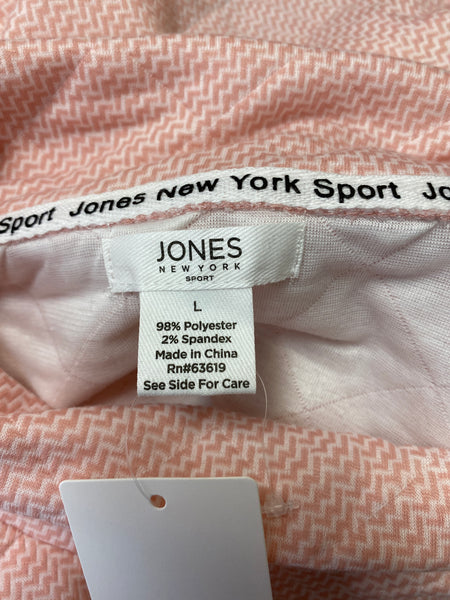 Sport Jones New York Sport Jo
JONES
NEW YORK
SPORT
L
98% Polyester
2% Spandex
Made in China
Rn#63619
See Side For Care